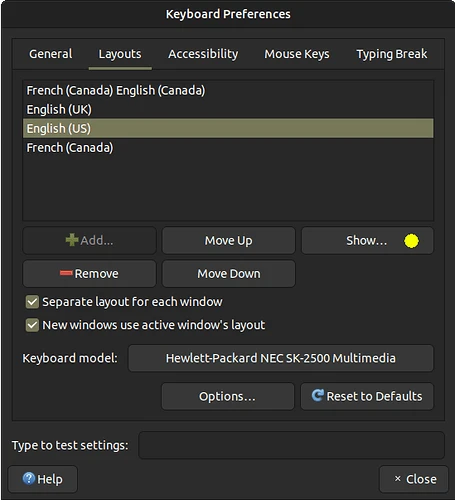 Keyboard Preferences
General Layouts Accessibility Mouse Keys Typing Break
French (Canada) English (Canada)
English (UK)
English (US)
French (Canada)
Add... Move Up Show...
Remove Move Down
Separate layout for each window
New windows use active window's layout
Keyboard model: Hewlett-Packard NEC SK-2500 Multimedia
Options... Reset to Defaults
Type to test settings:
Help Close